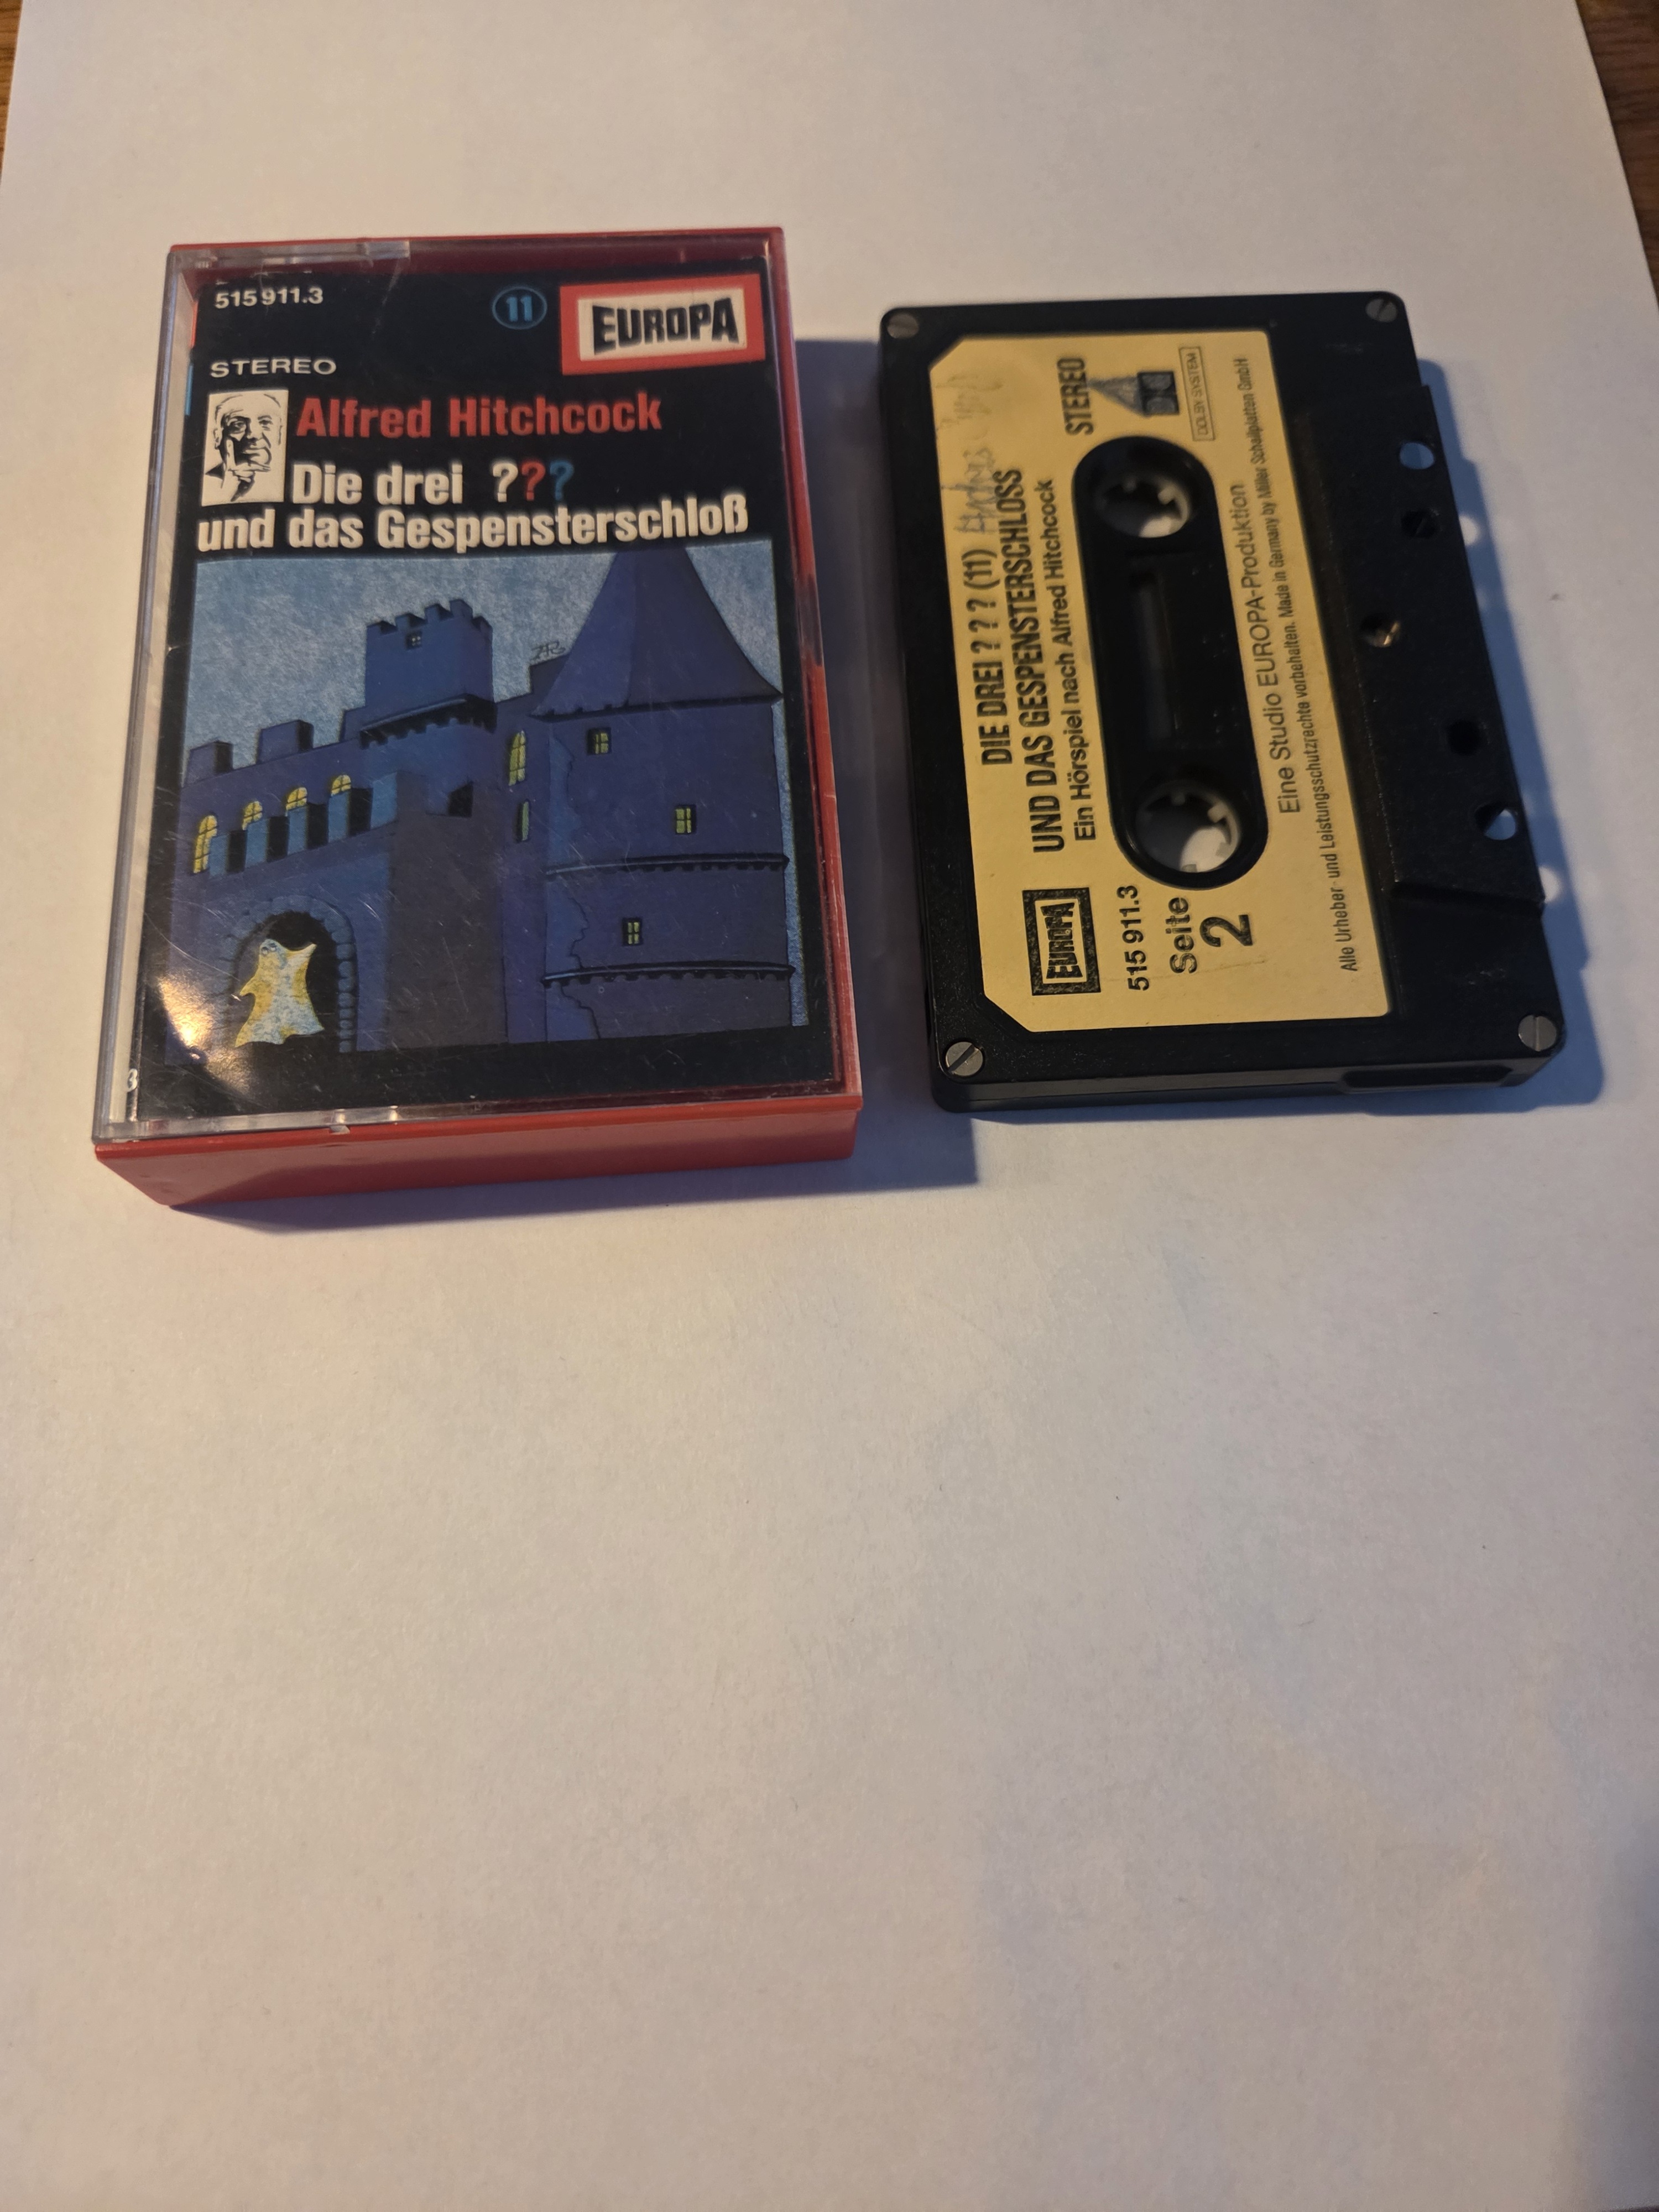 515 911.3
11
EUROPA
STEREO
Alfred Hitchcock
Die drei ???
und das Gespensterschloß
3
DIE DREI ? ? ? (11)
UND DAS GESPENSTERSCHLOSS
Ein Hörspiel nach Alfred Hitchcock
STEREO
DOLBY SYSTEM
EUROPA
515 911.3
Seite
2
Eine Studio EUROPA-Produktion
Alle Urheber- und Leistungsschutzrechte vorbehalten. Made in Germany by Miller Schallplatten GmbH